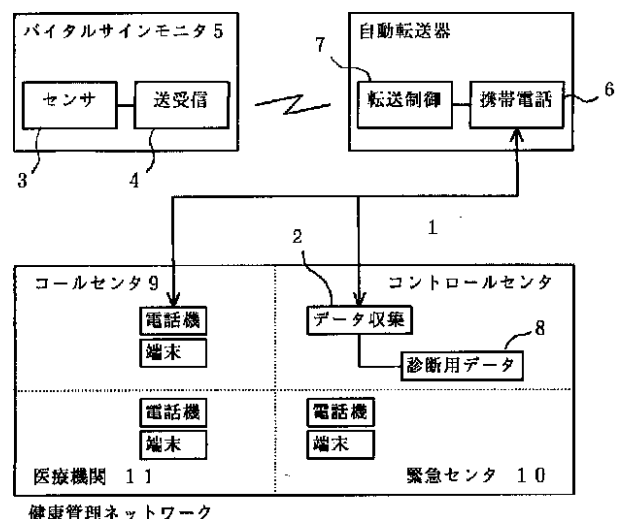 バイタルサインモニタ5
自動転送器
7
センサ
送受信
転送制御
携帯電話
6
3
4
1
2
コールセンタ9
コントロールセンタ
電話機
端末
データ収集
8
診断用データ
電話機
端末
電話機
端末
医療機関 11
緊急センタ 10
健康管理ネットワーク